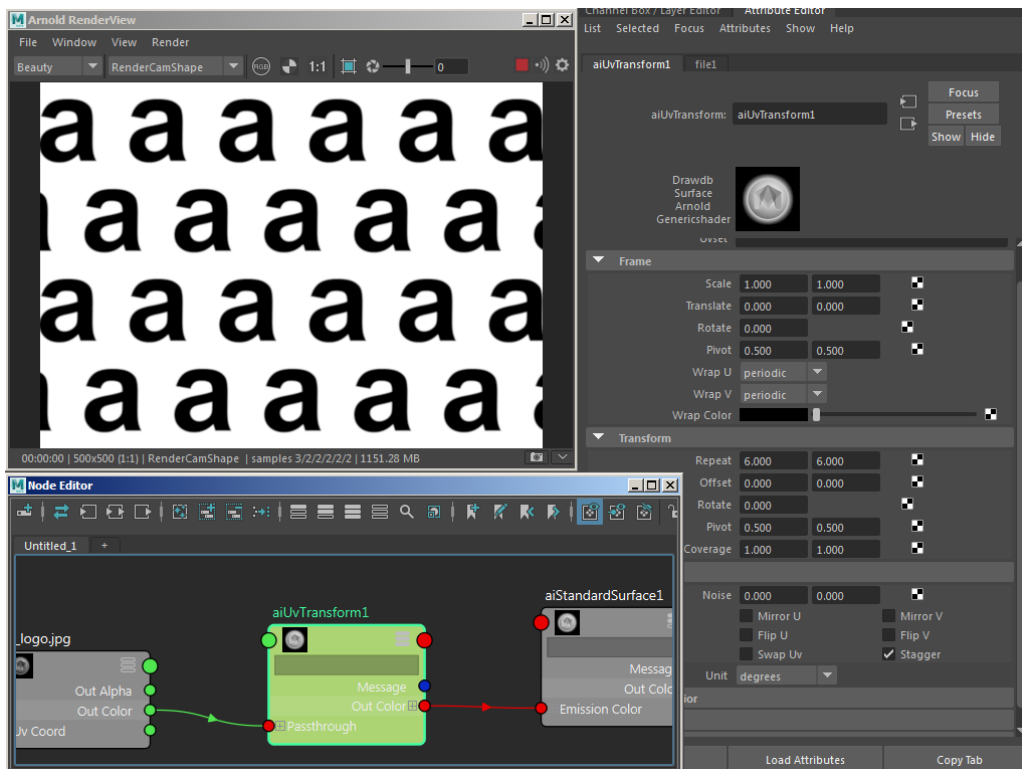 Arnold RenderView
File Window View Render
Beauty RenderCamShape RGB 1:1 0
a a a a a a
a a a a a a
a a a a a a
a a a a a a
00:00:00 | 500x500 (1:1) | RenderCamShape | samples 3/2/2/2/2/2 | 1151.28 MB
Node Editor
Untitled_1 +
_logo.jpg
Out Alpha
Out Color
Uv Coord
aiUvTransform1
Message
Out Color
Passthrough
aiStandardSurface1
Messag
Out Colo
Emission Color
Channel Box / Layer Editor Attribute Editor
List Selected Focus Attributes Show Help
aiUvTransform1 file1
aiUvTransform: aiUvTransform1
Focus
Presets
Show Hide
Drawdb
Surface
Arnold
Genericshader
Uvset
Frame
Scale 1.000 1.000
Translate 0.000 0.000
Rotate 0.000
Pivot 0.500 0.500
Wrap U periodic
Wrap V periodic
Wrap Color
Transform
Repeat 6.000 6.000
Offset 0.000 0.000
Rotate 0.000
Pivot 0.500 0.500
Coverage 1.000 1.000
Noise 0.000 0.000
Mirror U Mirror V
Flip U Flip V
Swap Uv Stagger
Unit degrees
ior
Load Attributes Copy Tab